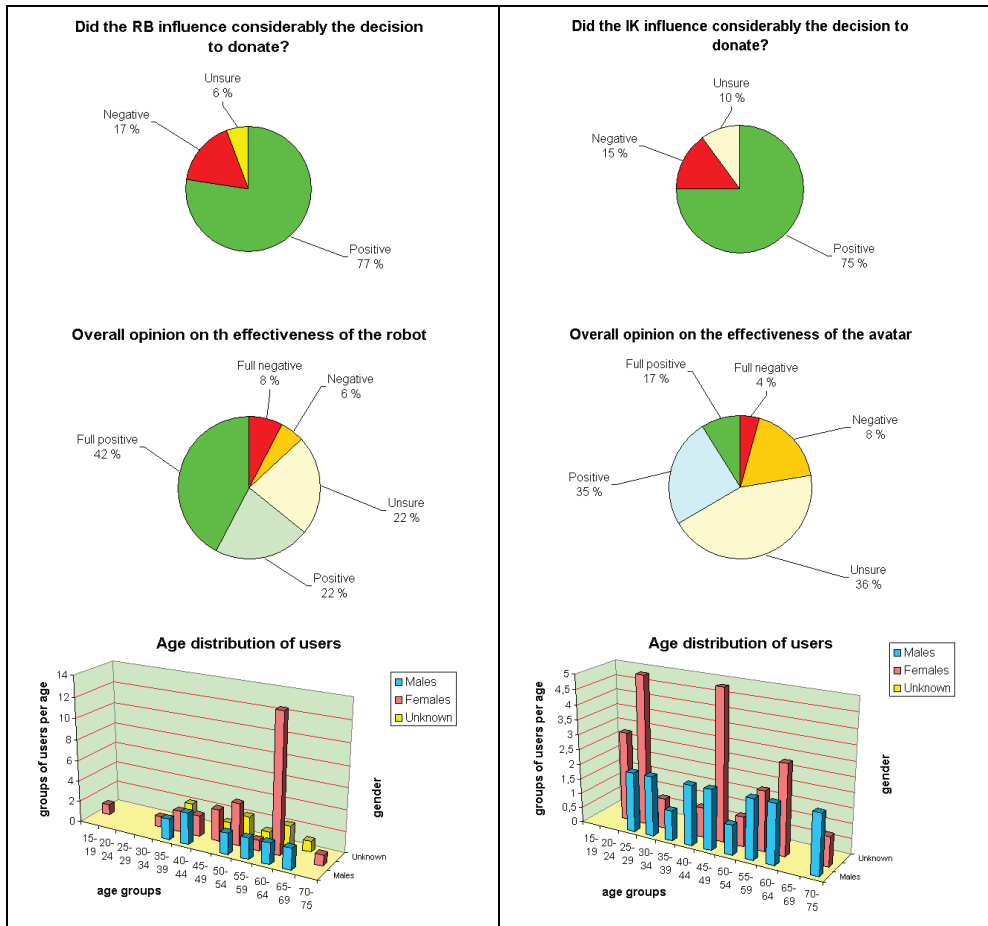 Did the RB influence considerably the decision
to donate?
Unsure
6 %
Negative
17 %
Positive
77 %
Overall opinion on th effectiveness of the robot
Full negative
8 %
Negative
6 %
Full positive
42 %
Unsure
22 %
Positive
22 %
Age distribution of users
14
12
10
8
6
4
2
0
groups of users per age
15-
19
20-
24
25-
29
30-
34
35-
39
40-
44
45-
49
50-
54
55-
59
60-
64
65-
69
70-
75
age groups
Males
Unknown
gender
Males
Females
Unknown
Did the IK influence considerably the decision to
donate?
Unsure
10 %
Negative
15 %
Positive
75 %
Overall opinion on the effectiveness of the avatar
Full positive
17 %
Full negative
4 %
Negative
8 %
Positive
35 %
Unsure
36 %
Age distribution of users
5
4,5
4
3,5
3
2,5
2
1,5
1
0,5
0
groups of users per age
15-
19
20-
24
25-
29
30-
34
35-
39
40-
44
45-
49
50-
54
55-
59
60-
64
65-
69
70-
75
age groups
Males
Unknown
gender
Males
Females
Unknown